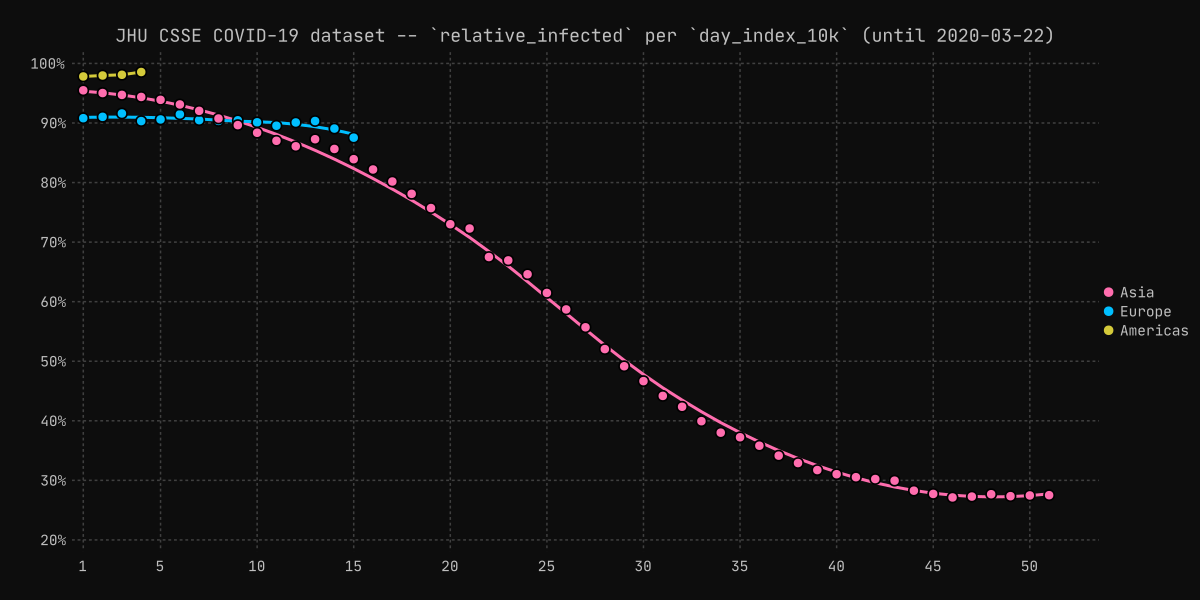 JHU CSSE COVID-19 dataset -- `relative_infected` per `day_index_10k` (until 2020-03-22)
100%
90%
80%
70%
60%
50%
40%
30%
20%
1 5 10 15 20 25 30 35 40 45 50
Asia
Europe
Americas